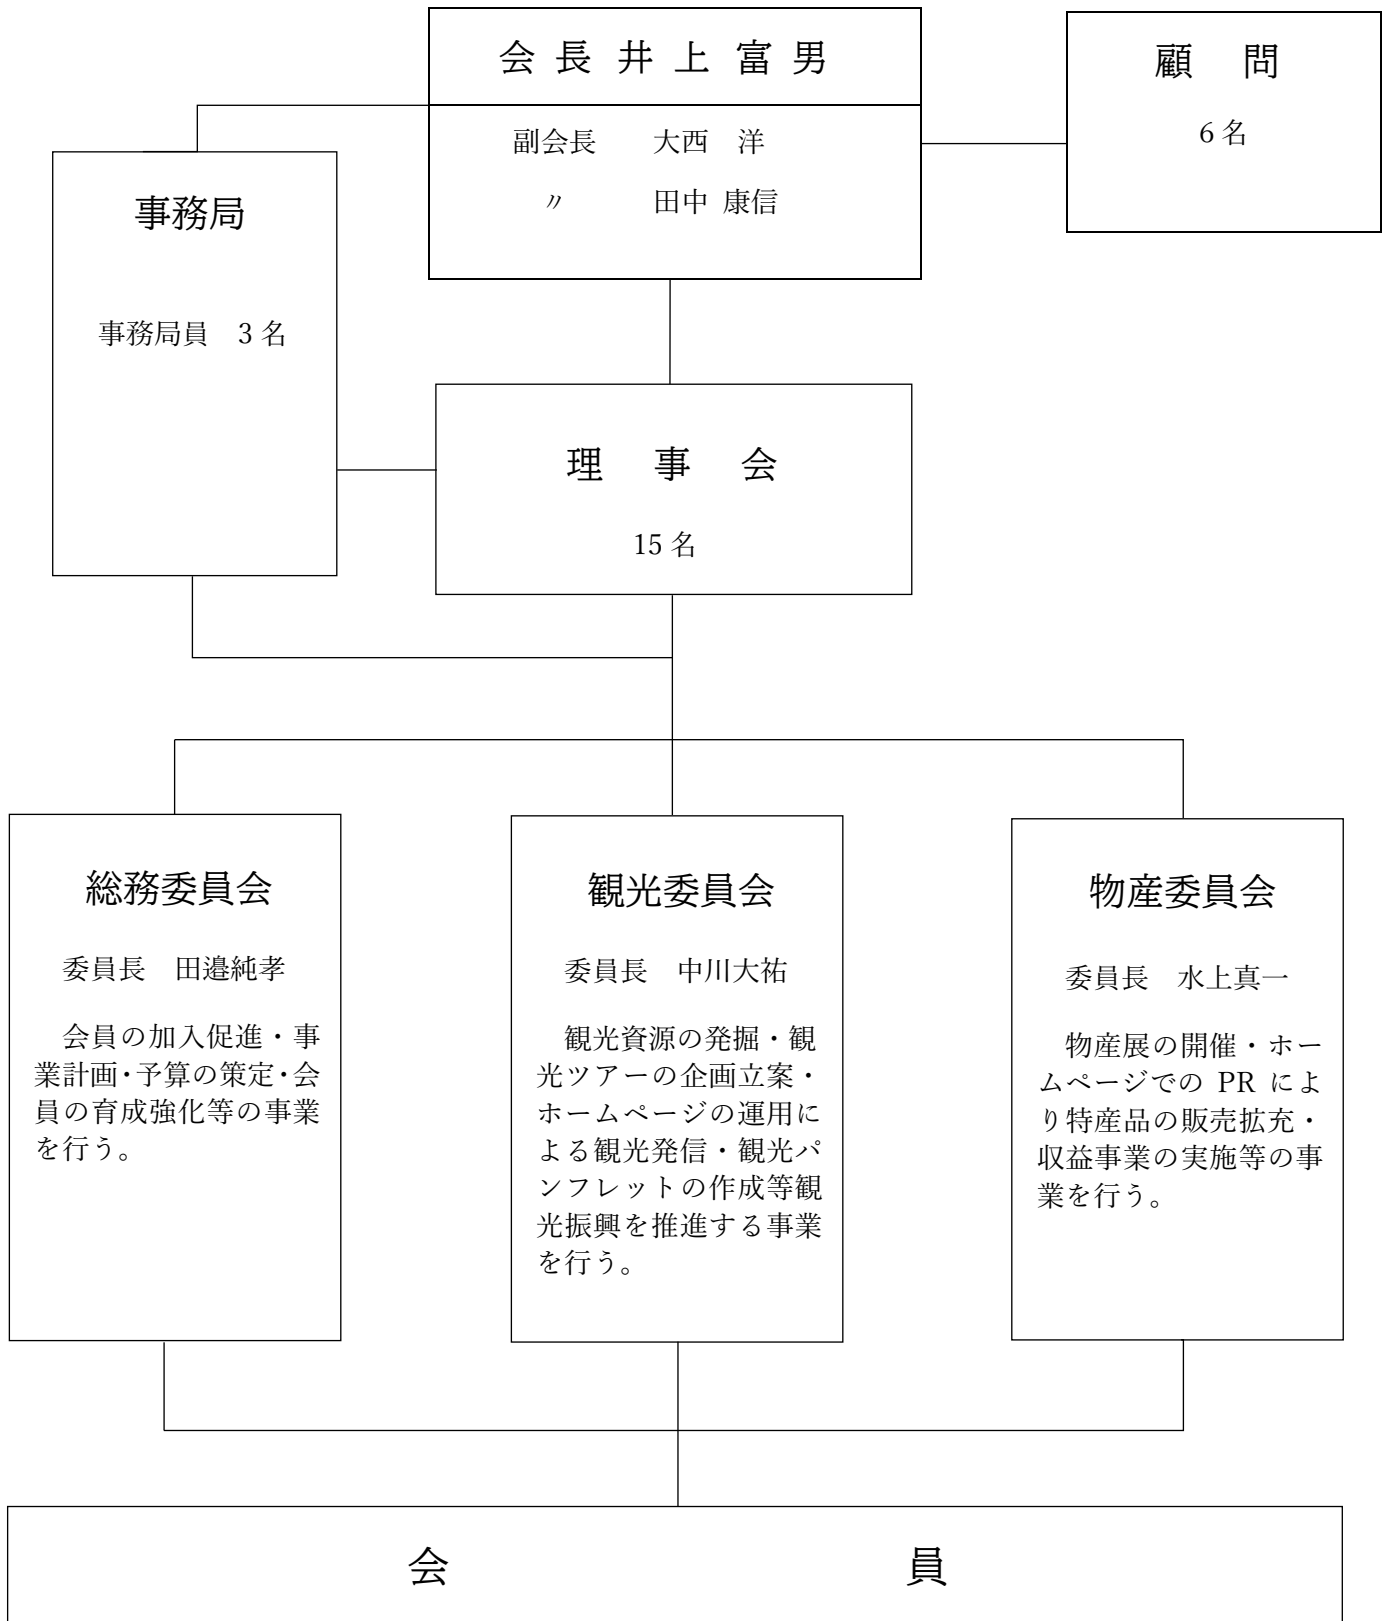 会長井上富男
副会長　大西　洋
〃　田中 康信
顧　問
6名
事務局
事務局員　3名
理　事　会
15名
総務委員会
委員長　田邉純孝
会員の加入促進・事
業計画・予算の策定・会
員の育成強化等の事業
を行う。
観光委員会
委員長　中川大祐
観光資源の発掘・観
光ツアーの企画立案・
ホームページの運用に
よる観光発信・観光パ
ンフレットの作成等観
光振興を推進する事業
を行う。
物産委員会
委員長　水上真一
物産展の開催・ホー
ムページでの PR によ
り特産品の販売拡充・
収益事業の実施等の事
業を行う。
会　員